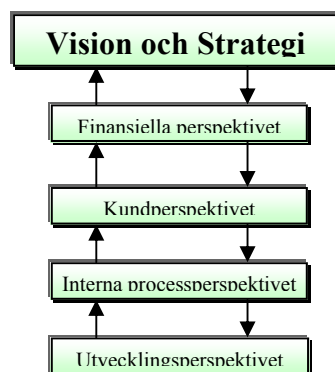 Vision och Strategi
Finansiella perspektivet
Kundperspektivet
Interna processperspektivet
Utvecklingsperspektivet